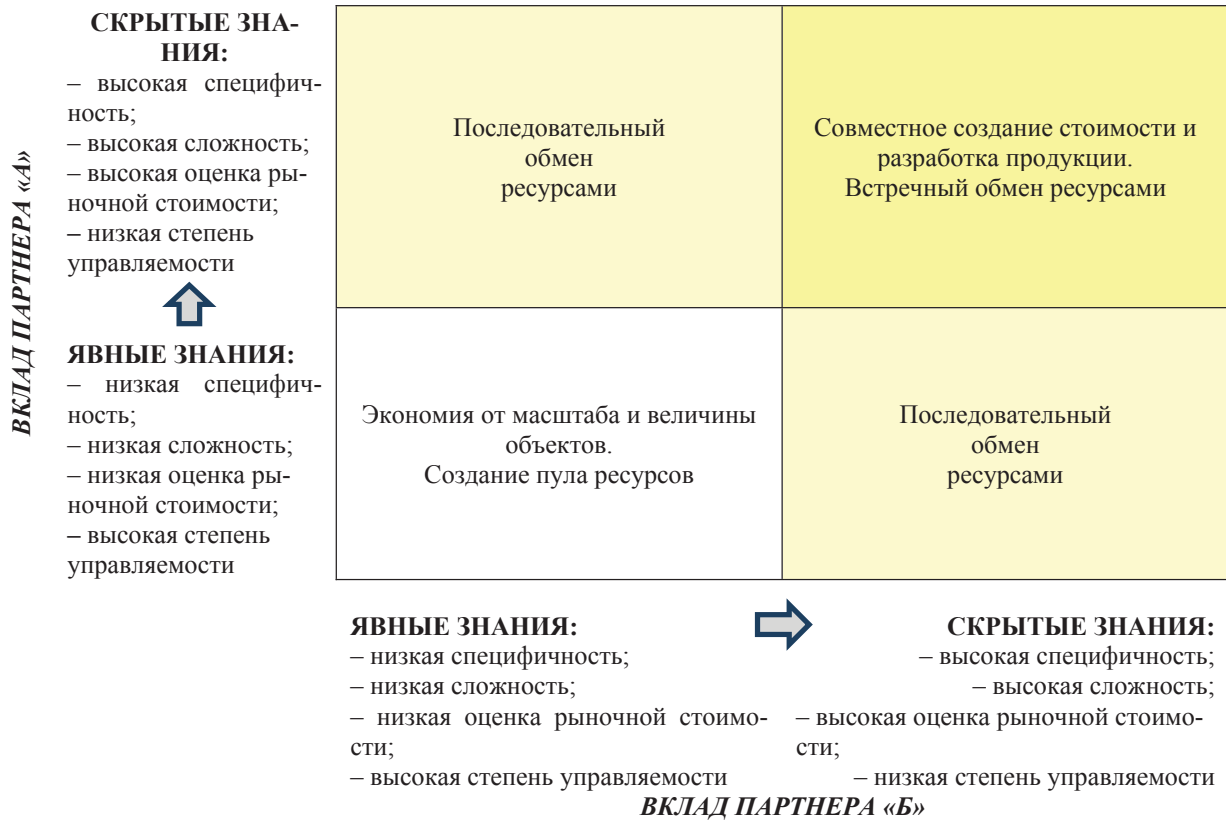 ВКЛАД ПАРТНЕРА «А»
СКРЫТЫЕ ЗНА-
НИЯ:
– высокая специфич-
ность;
– высокая сложность;
– высокая оценка ры-
ночной стоимости;
– низкая степень
управляемости
Последовательный
обмен
ресурсами
Совместное создание стоимости и
разработка продукции.
Встречный обмен ресурсами
ЯВНЫЕ ЗНАНИЯ:
– низкая специфич-
ность;
– низкая сложность;
– низкая оценка ры-
ночной стоимости;
– высокая степень
управляемости
Экономия от масштаба и величины
объектов.
Создание пула ресурсов
Последовательный
обмен
ресурсами
ЯВНЫЕ ЗНАНИЯ:
– низкая специфичность;
– низкая сложность;
– низкая оценка рыночной стоимо-
сти;
– высокая степень управляемости
СКРЫТЫЕ ЗНАНИЯ:
– высокая специфичность;
– высокая сложность;
– высокая оценка рыночной стоимо-
сти;
– низкая степень управляемости
ВКЛАД ПАРТНЕРА «Б»